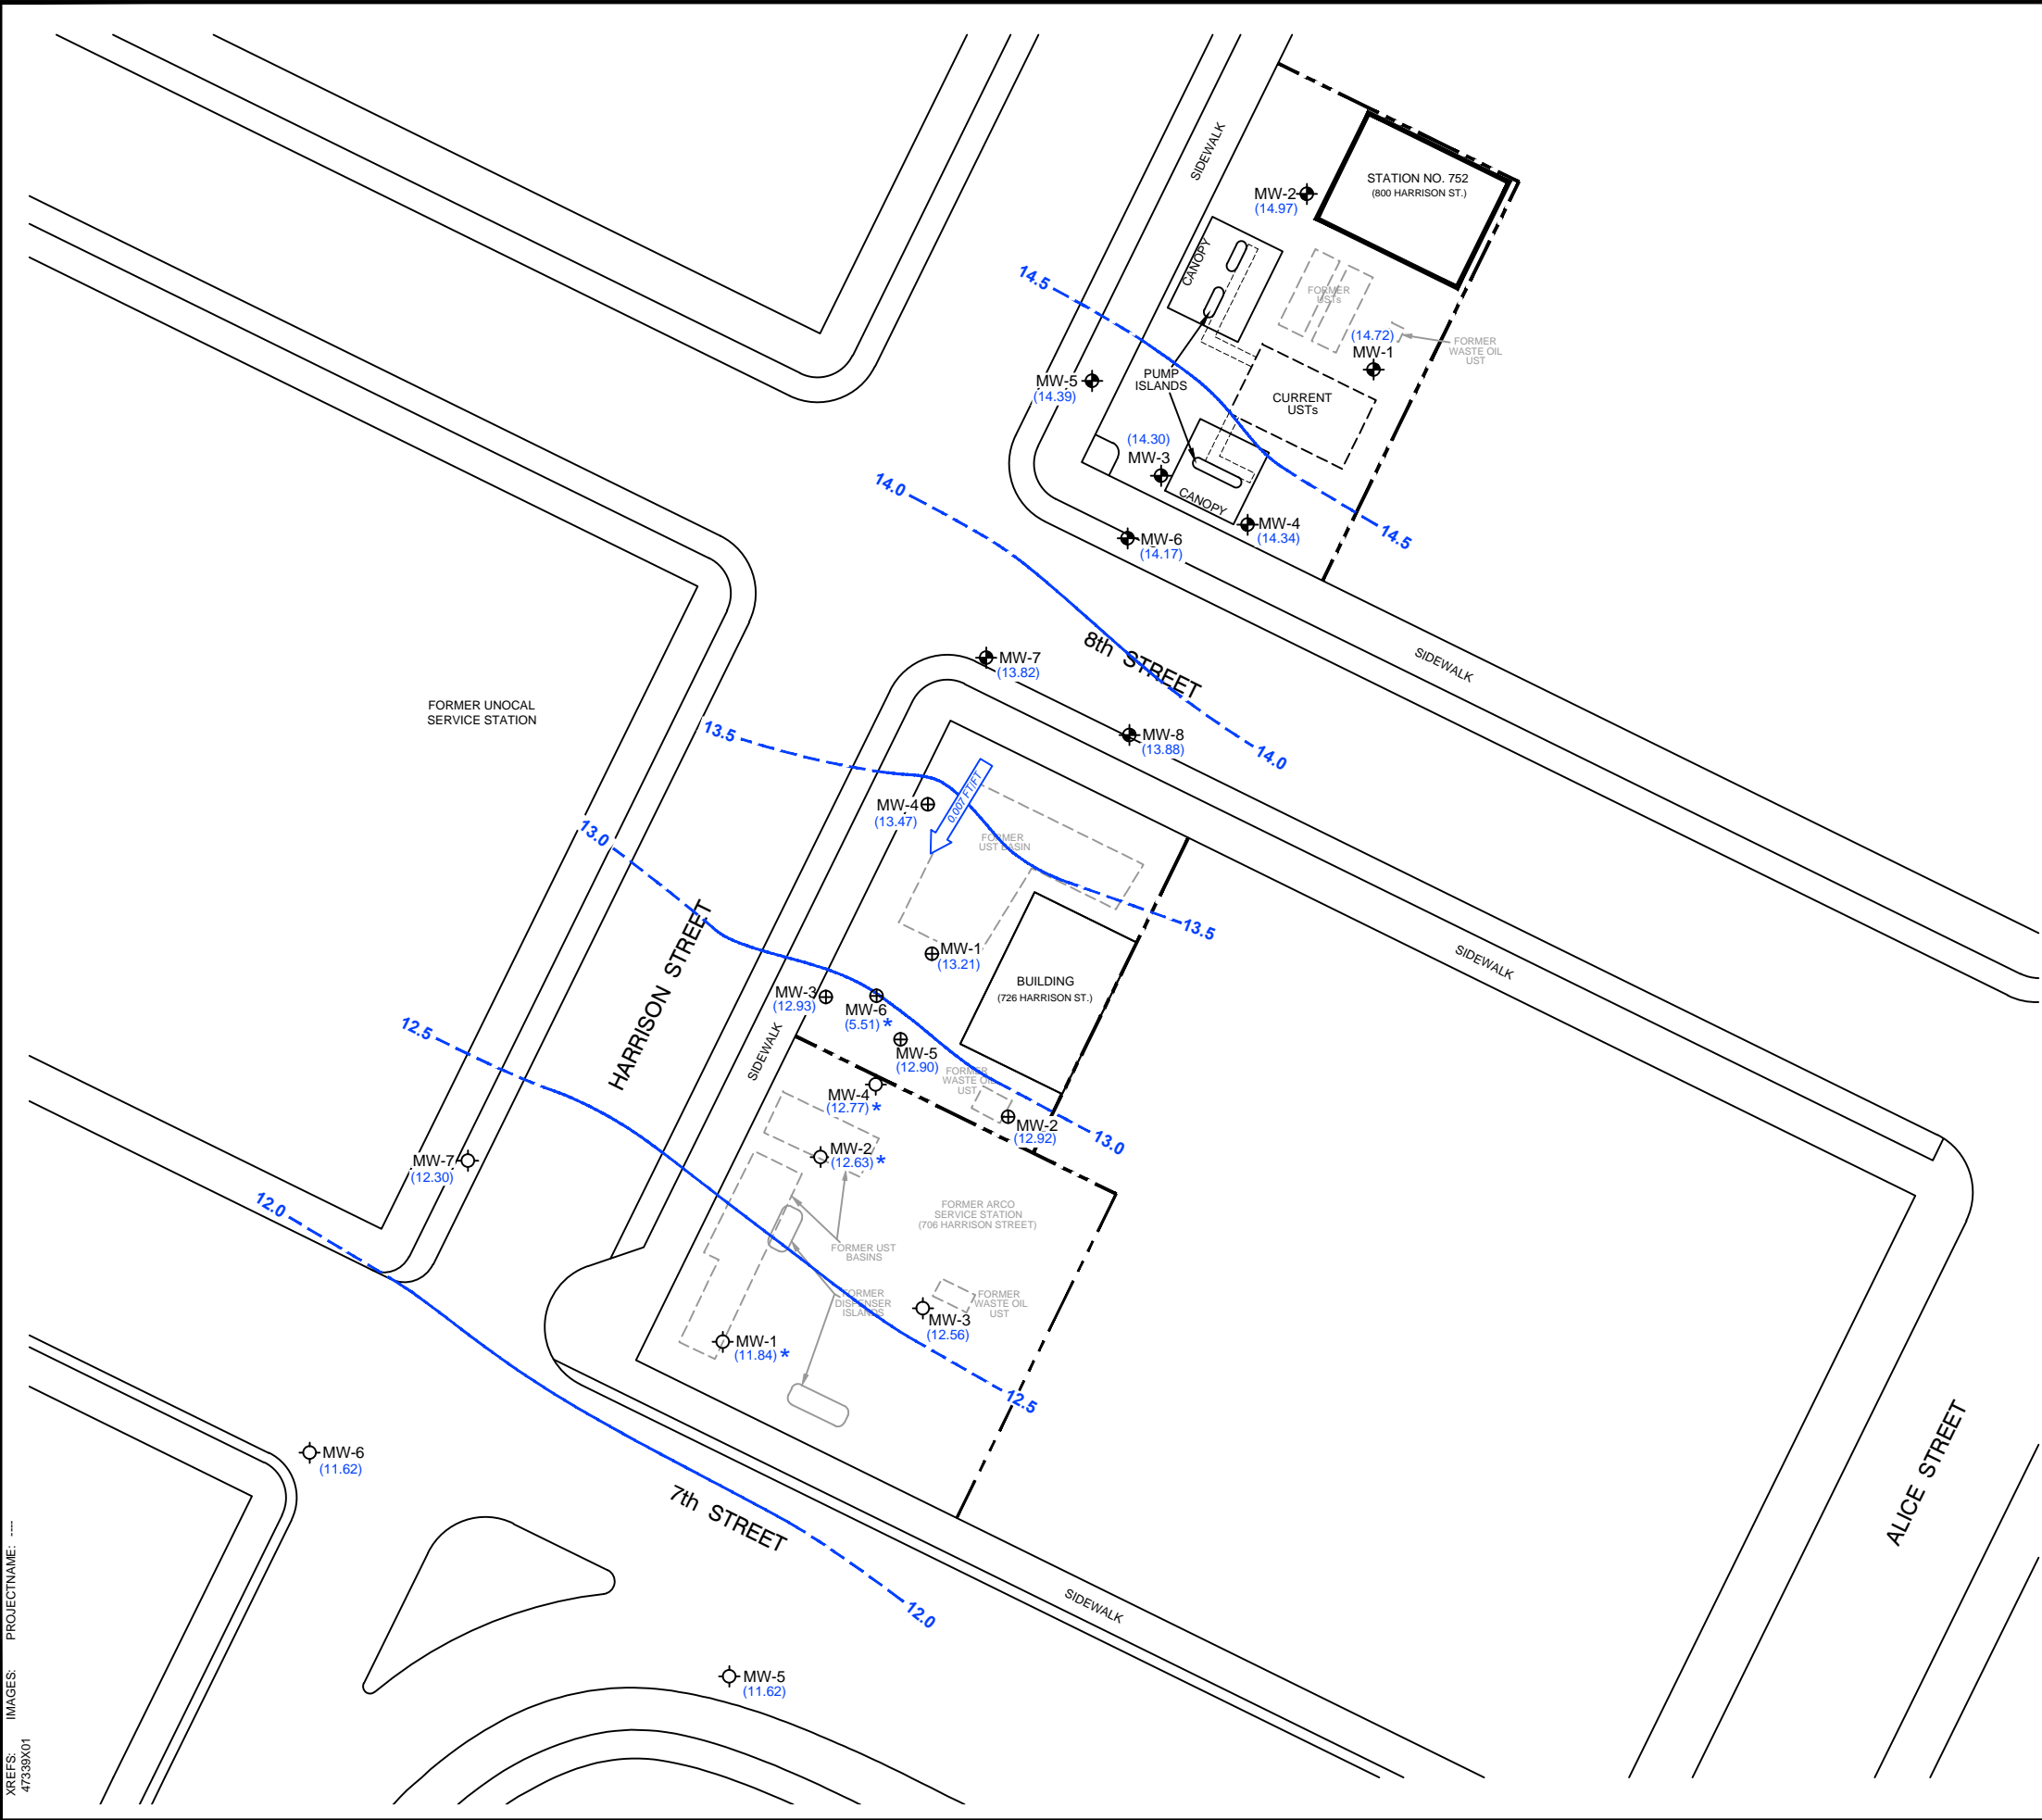 SIDEWALK
STATION NO. 752
(800 HARRISON ST.)
MW-2
(14.97)
CANOPY
14.5
FORMER
USTs
(14.72)
MW-1
FORMER
WASTE OIL
UST
MW-5
(14.39)
PUMP
ISLANDS
CURRENT
USTs
(14.30)
MW-3
14.0
CANOPY
MW-4
(14.34)
14.5
MW-6
(14.17)
8th STREET
SIDEWALK
MW-7
(13.82)
FORMER UNOCAL
SERVICE STATION
13.5
MW-8
(13.88)
14.0
0.007 FT/FT
MW-4
(13.47)
13.0
FORMER
UST BASIN
13.5
HARRISON STREET
MW-1
(13.21)
SIDEWALK
BUILDING
(726 HARRISON ST.)
MW-3
(12.93)
MW-6
(5.51) *
12.5
SIDEWALK
MW-5
(12.90)
FORMER
WASTE OIL
UST
MW-4
(12.77) *
MW-2
(12.92)
13.0
MW-2
(12.63) *
MW-7
(12.30)
12.0
FORMER ARCO
SERVICE STATION
(706 HARRISON STREET)
FORMER UST
BASINS
FORMER
DISPENSER
ISLANDS
FORMER
WASTE OIL
UST
MW-3
(12.56)
MW-1
(11.84) *
12.5
MW-6
(11.62)
7th STREET
ALICE STREET
12.0
SIDEWALK
MW-5
(11.62)
XREFS: IMAGES: PROJECTNAME: ----
47339X01